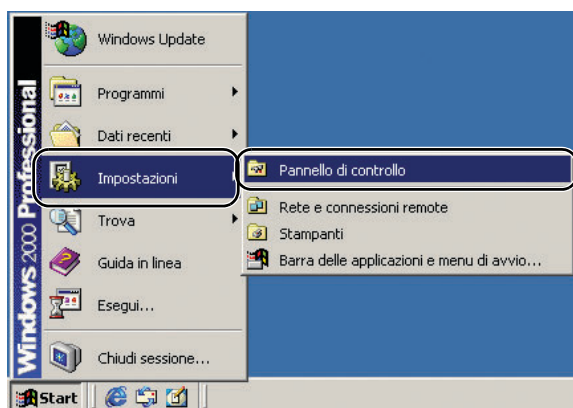 Windows 2000 Professional
Windows Update
Programmi
Dati recenti
Impostazioni
Trova
Guida in linea
Esegui...
Chiudi sessione...
Pannello di controllo
Rete e connessioni remote
Stampanti
Barra delle applicazioni e menu di avvio...
Start